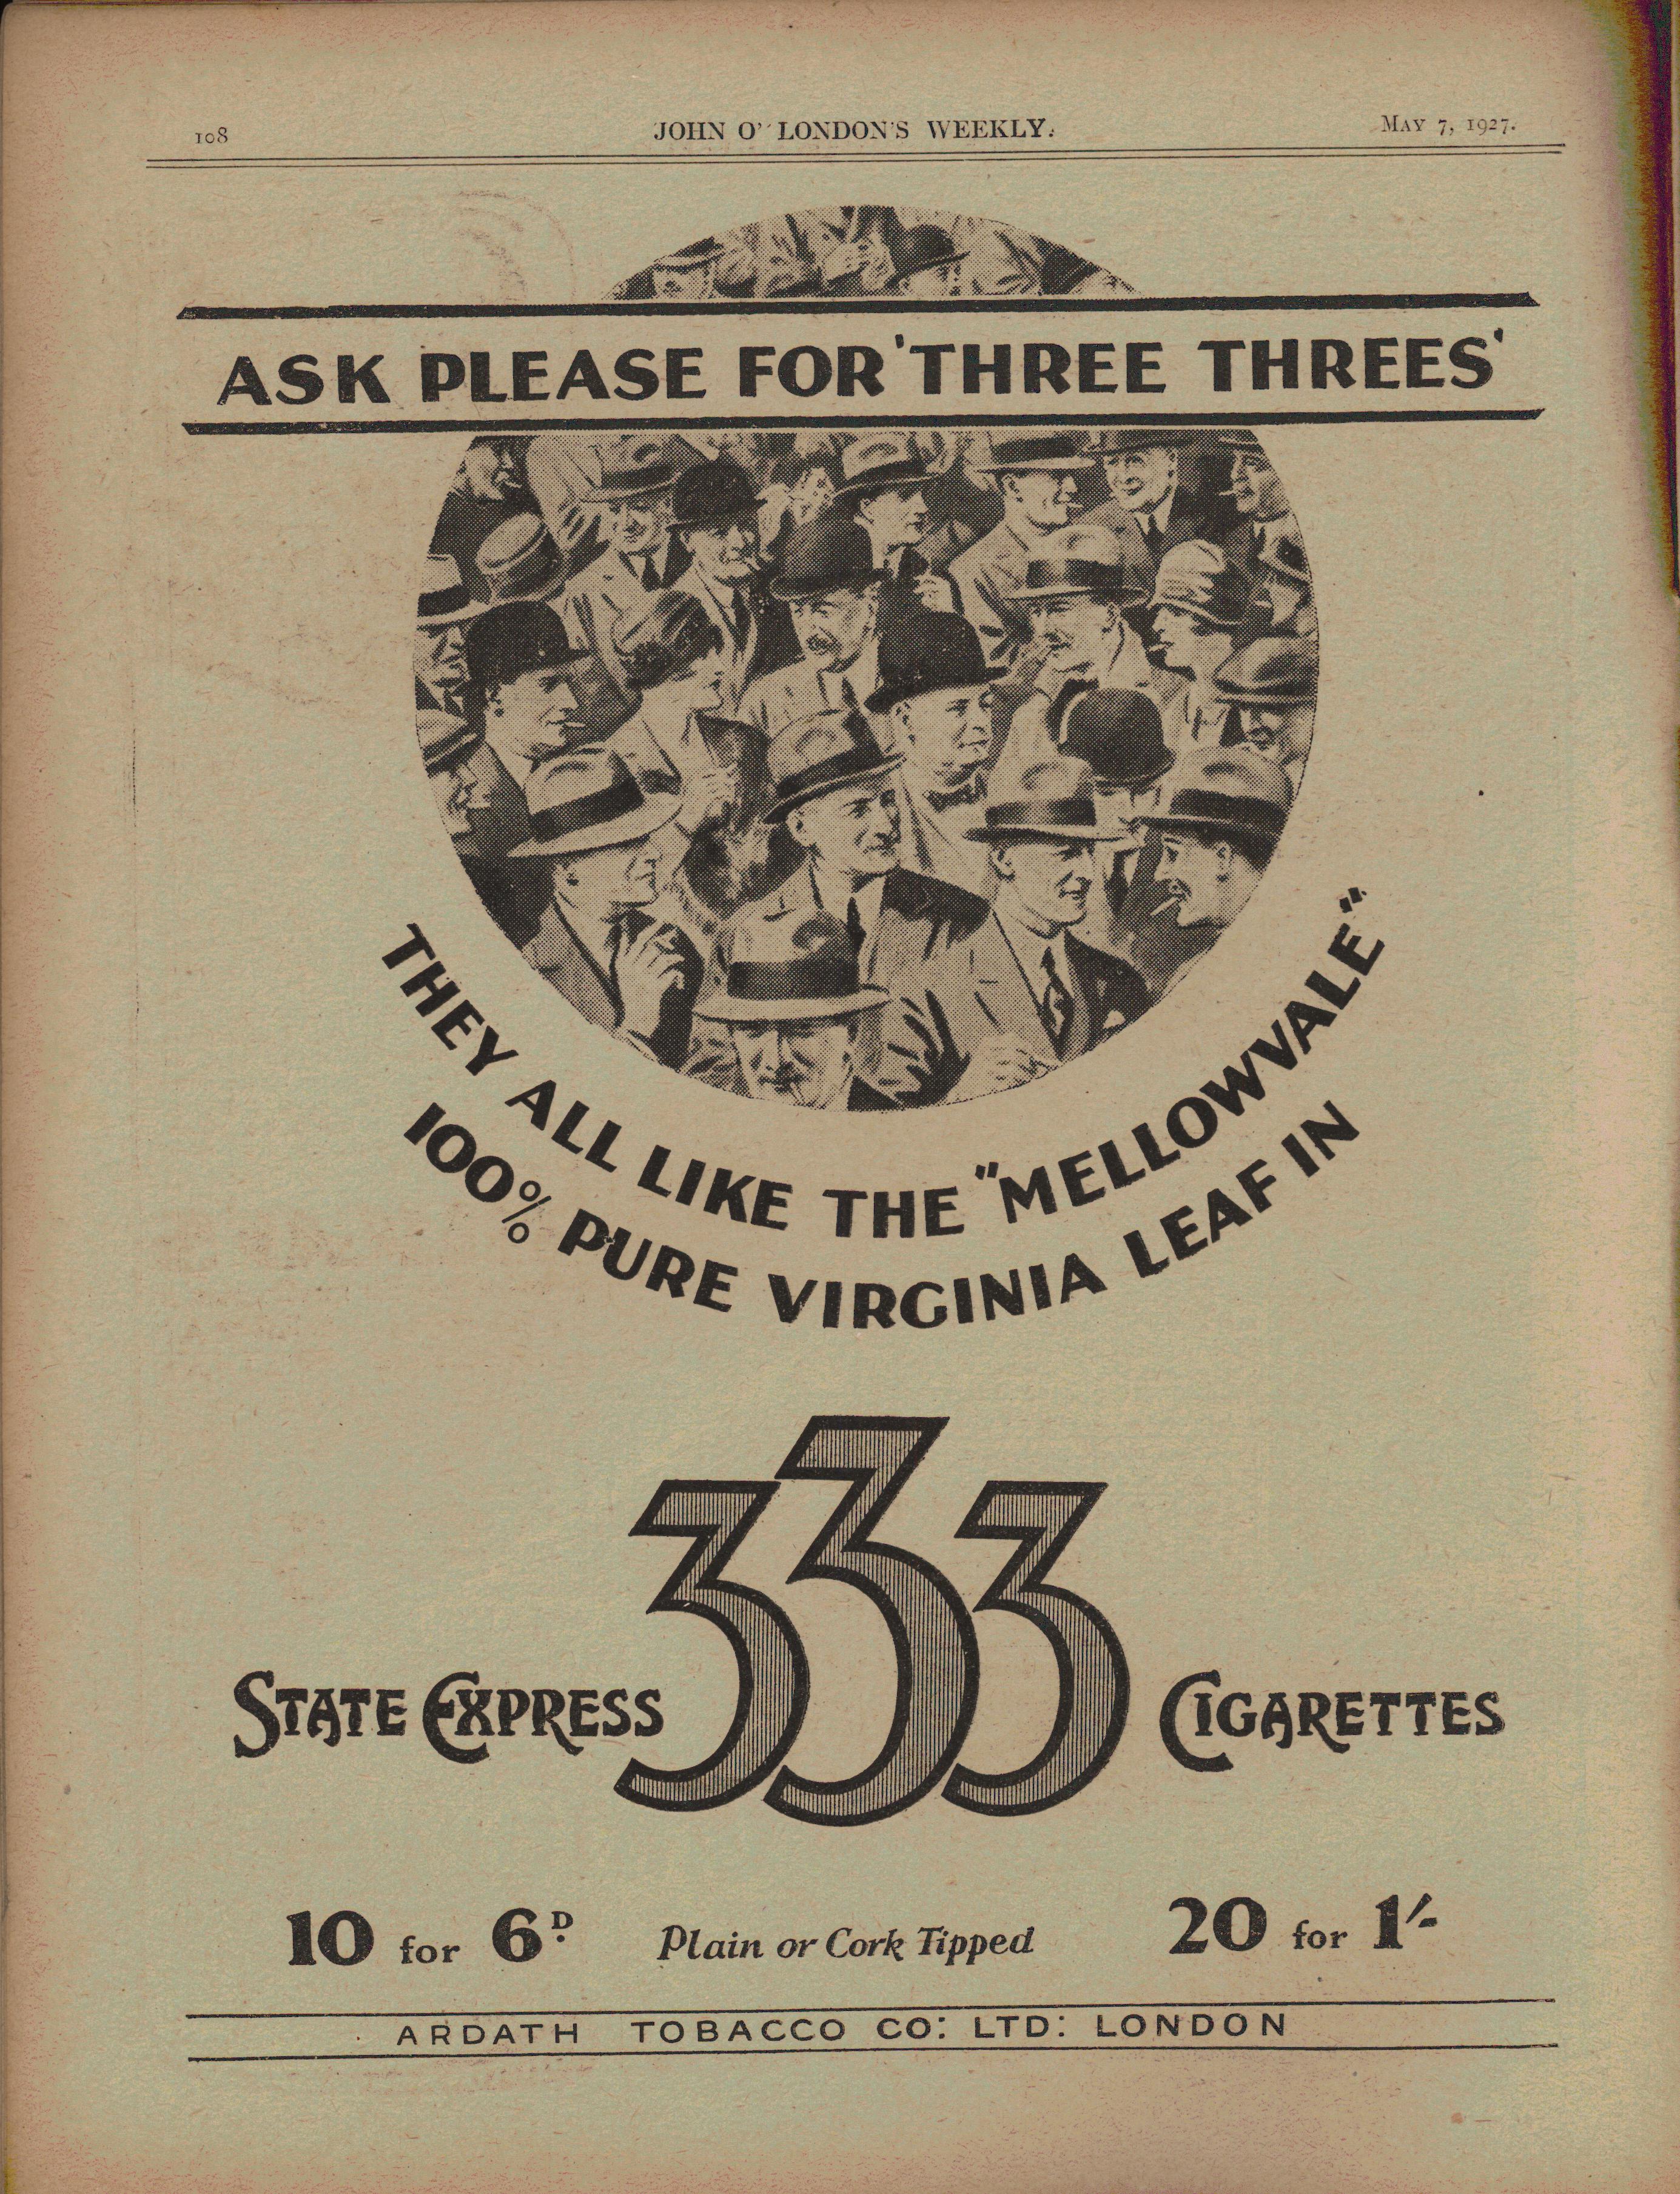 108
JOHN O' LONDON'S WEEKLY.
MAY 7, 1927.
ASK PLEASE FOR 'THREE THREES'
THEY ALL LIKE THE "MELLOWVALE"
100% PURE VIRGINIA LEAF IN
STATE EXPRESS 333 CIGARETTES
10 for 6D.
Plain or Cork Tipped
20 for 1/-
ARDATH TOBACCO CO: LTD: LONDON